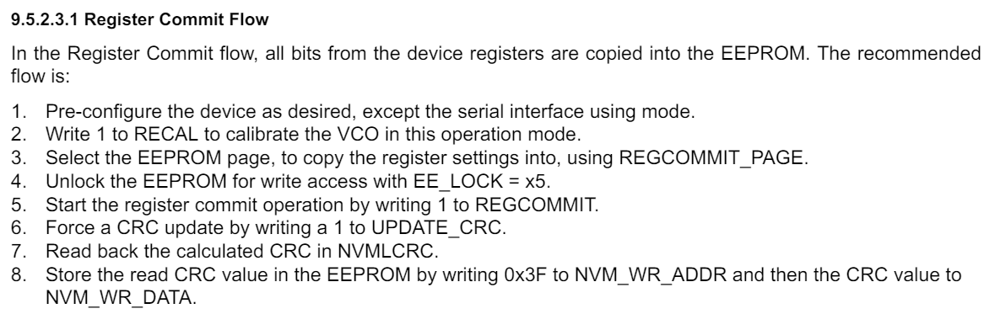 9.5.2.3.1 Register Commit Flow
In the Register Commit flow, all bits from the device registers are copied into the EEPROM. The recommended
flow is:
1. Pre-configure the device as desired, except the serial interface using mode.
2. Write 1 to RECAL to calibrate the VCO in this operation mode.
3. Select the EEPROM page, to copy the register settings into, using REGCOMMIT_PAGE.
4. Unlock the EEPROM for write access with EE_LOCK = x5.
5. Start the register commit operation by writing 1 to REGCOMMIT.
6. Force a CRC update by writing a 1 to UPDATE_CRC.
7. Read back the calculated CRC in NVMLCRC.
8. Store the read CRC value in the EEPROM by writing 0x3F to NVM_WR_ADDR and then the CRC value to
NVM_WR_DATA.